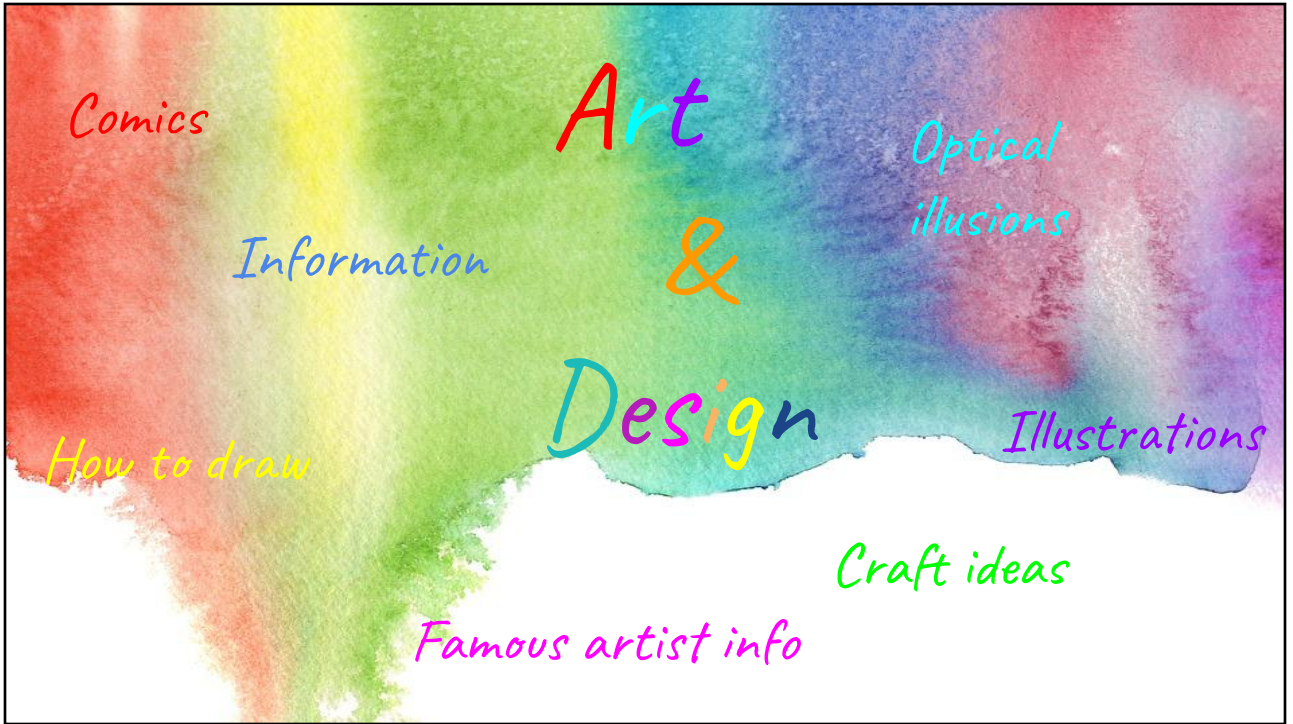 Art
&
Design
Comics
Optical
illusions
Information
How to draw
Illustrations
Craft ideas
Famous artist info